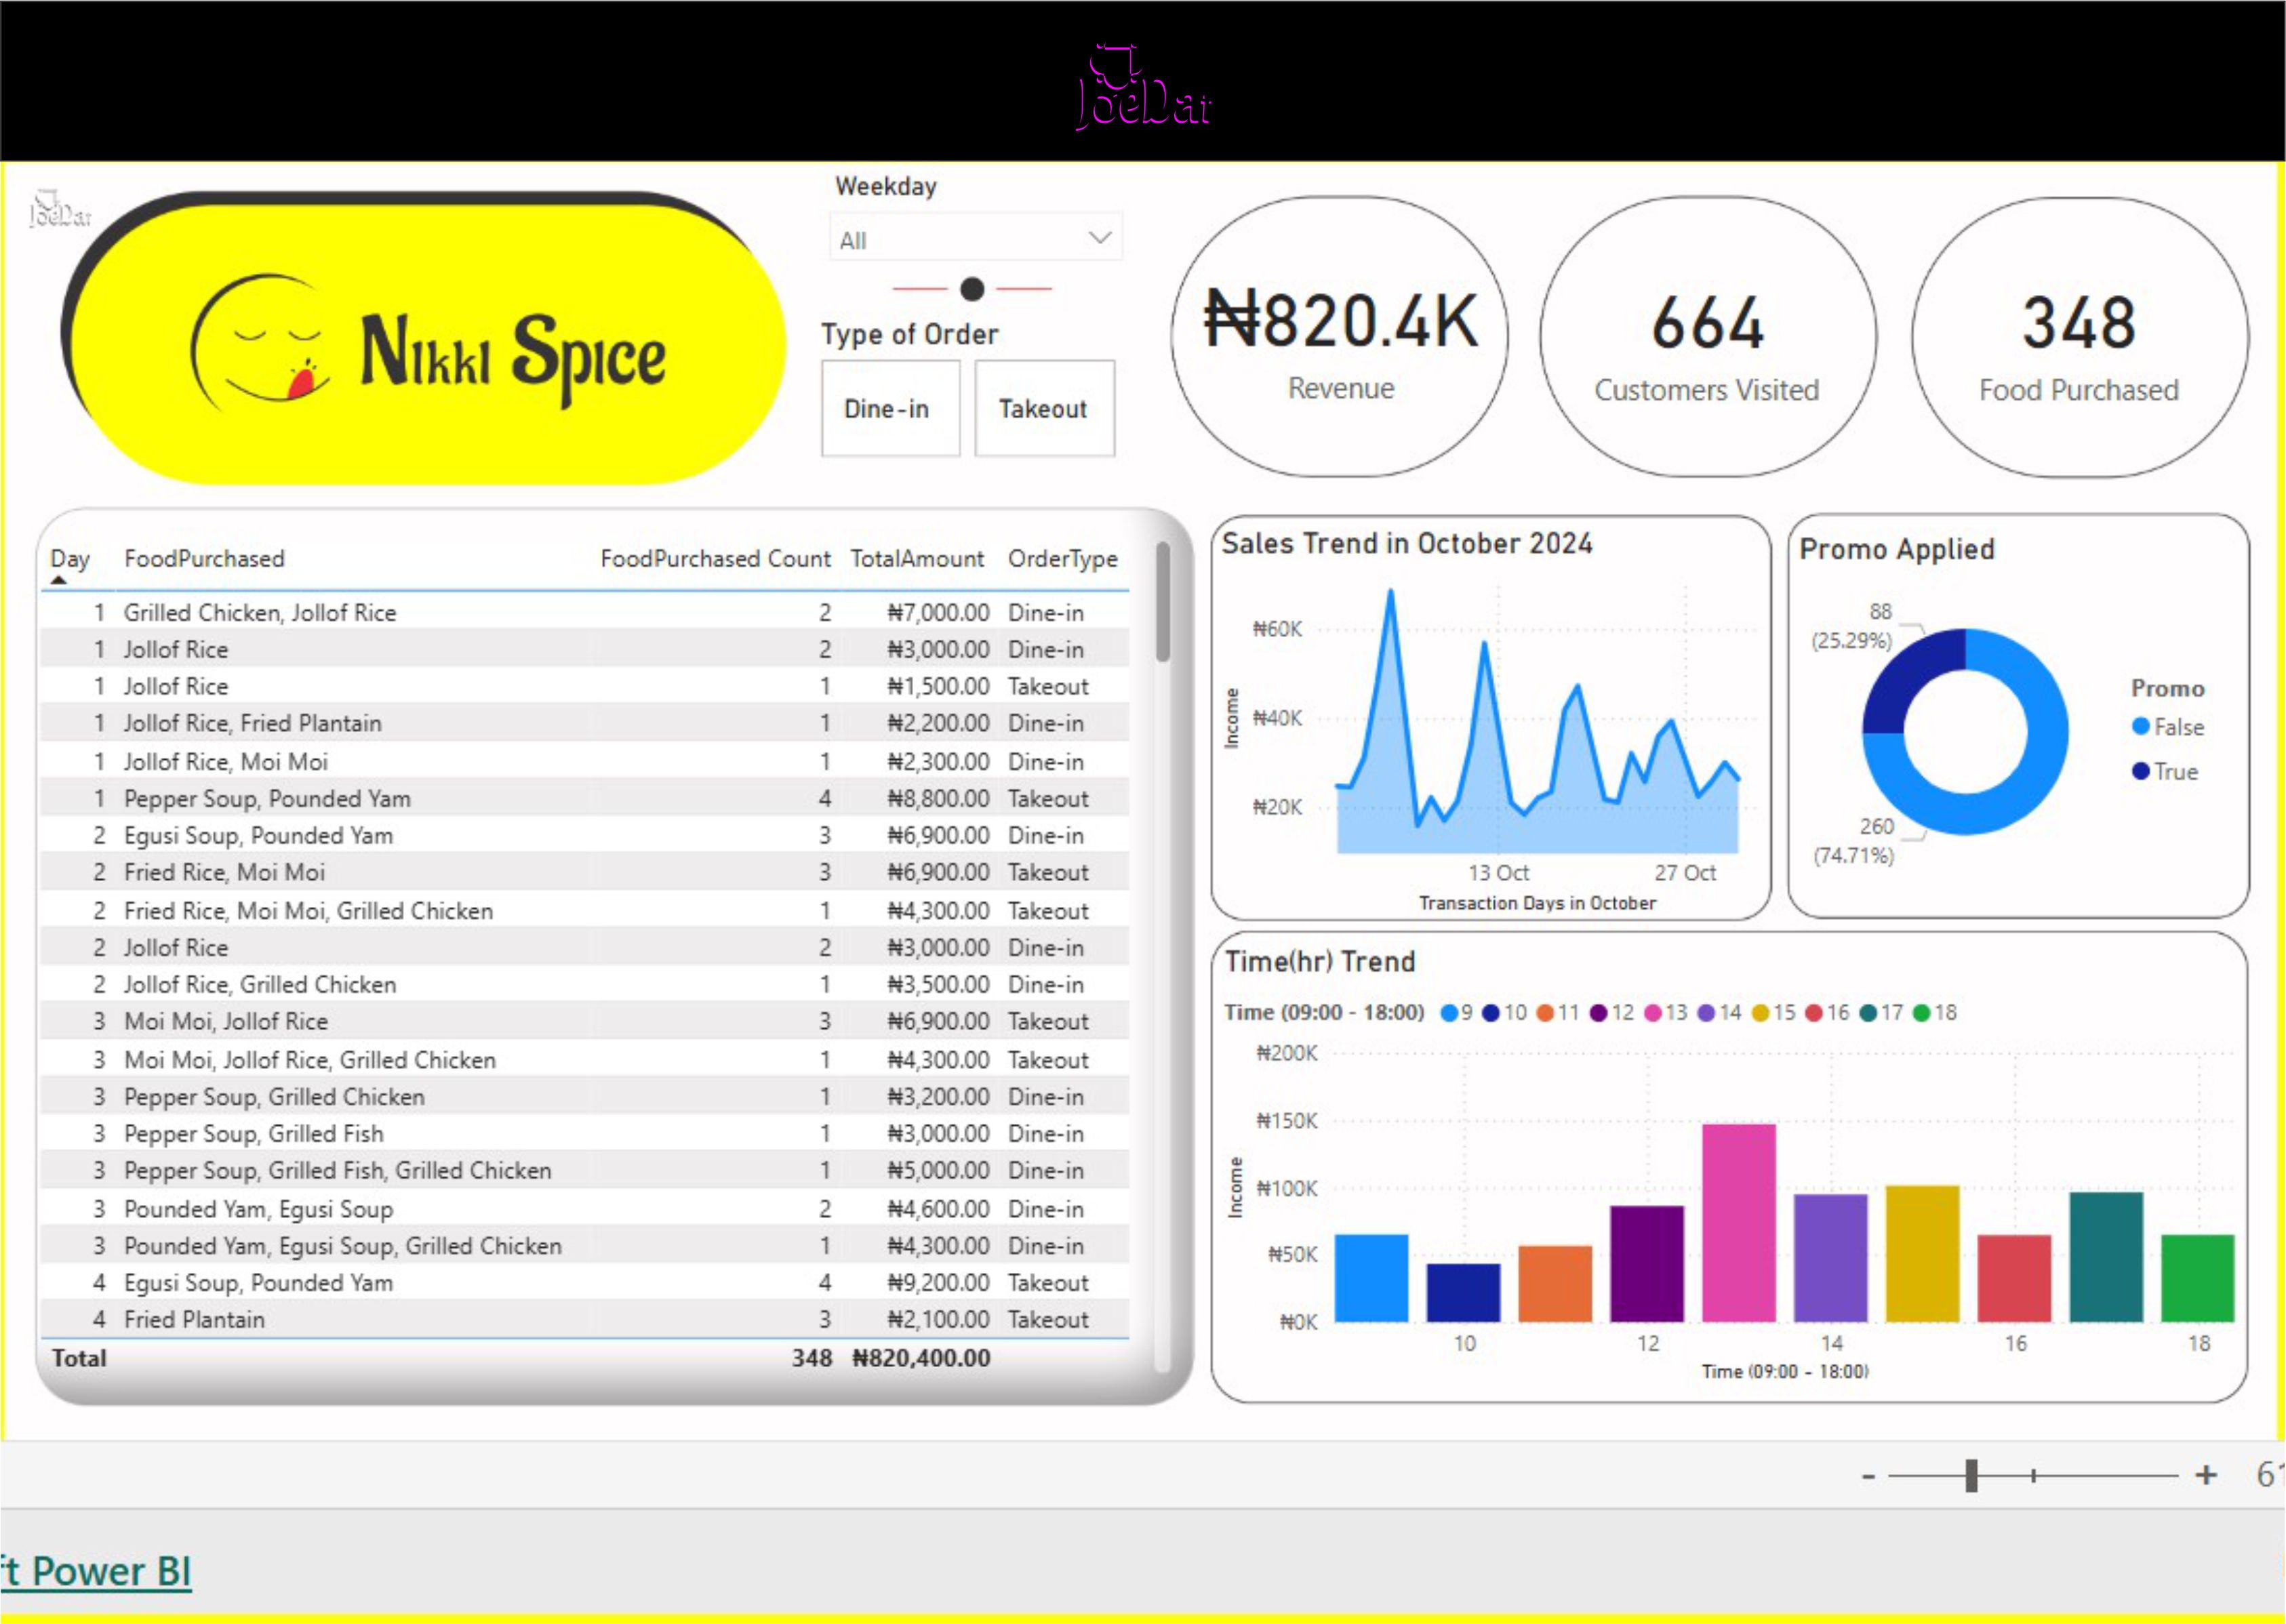 JoeDat
JoeDat
Nikki Spice
Weekday
All
Type of Order
Dine-in
Takeout
₦820.4K
Revenue
664
Customers Visited
348
Food Purchased
Day FoodPurchased FoodPurchased Count TotalAmount OrderType
1 Grilled Chicken, Jollof Rice 2 ₦7,000.00 Dine-in
1 Jollof Rice 2 ₦3,000.00 Dine-in
1 Jollof Rice 1 ₦1,500.00 Takeout
1 Jollof Rice, Fried Plantain 1 ₦2,200.00 Dine-in
1 Jollof Rice, Moi Moi 1 ₦2,300.00 Dine-in
1 Pepper Soup, Pounded Yam 4 ₦8,800.00 Takeout
2 Egusi Soup, Pounded Yam 3 ₦6,900.00 Dine-in
2 Fried Rice, Moi Moi 3 ₦6,900.00 Takeout
2 Fried Rice, Moi Moi, Grilled Chicken 1 ₦4,300.00 Takeout
2 Jollof Rice 2 ₦3,000.00 Dine-in
2 Jollof Rice, Grilled Chicken 1 ₦3,500.00 Dine-in
3 Moi Moi, Jollof Rice 3 ₦6,900.00 Takeout
3 Moi Moi, Jollof Rice, Grilled Chicken 1 ₦4,300.00 Takeout
3 Pepper Soup, Grilled Chicken 1 ₦3,200.00 Dine-in
3 Pepper Soup, Grilled Fish 1 ₦3,000.00 Dine-in
3 Pepper Soup, Grilled Fish, Grilled Chicken 1 ₦5,000.00 Dine-in
3 Pounded Yam, Egusi Soup 2 ₦4,600.00 Dine-in
3 Pounded Yam, Egusi Soup, Grilled Chicken 1 ₦4,300.00 Dine-in
4 Egusi Soup, Pounded Yam 4 ₦9,200.00 Takeout
4 Fried Plantain 3 ₦2,100.00 Takeout
Total 348 ₦820,400.00
Sales Trend in October 2024
₦60K
₦40K
₦20K
Income
13 Oct 27 Oct
Transaction Days in October
Promo Applied
88
(25.29%)
260
(74.71%)
Promo
False
True
Time(hr) Trend
Time (09:00 - 18:00) 9 10 11 12 13 14 15 16 17 18
₦200K
₦150K
₦100K
₦50K
₦0K
Income
10 12 14 16 18
Time (09:00 - 18:00)
- + 61
ft Power BI